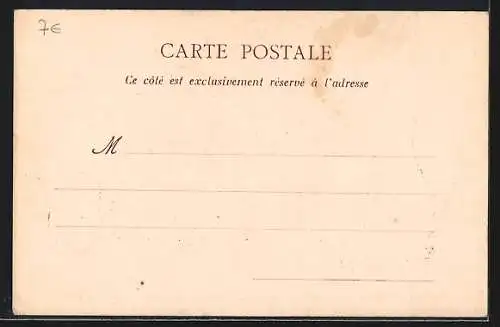 7€
CARTE POSTALE
Ce côté est exclusivement réservé à l'adresse
M